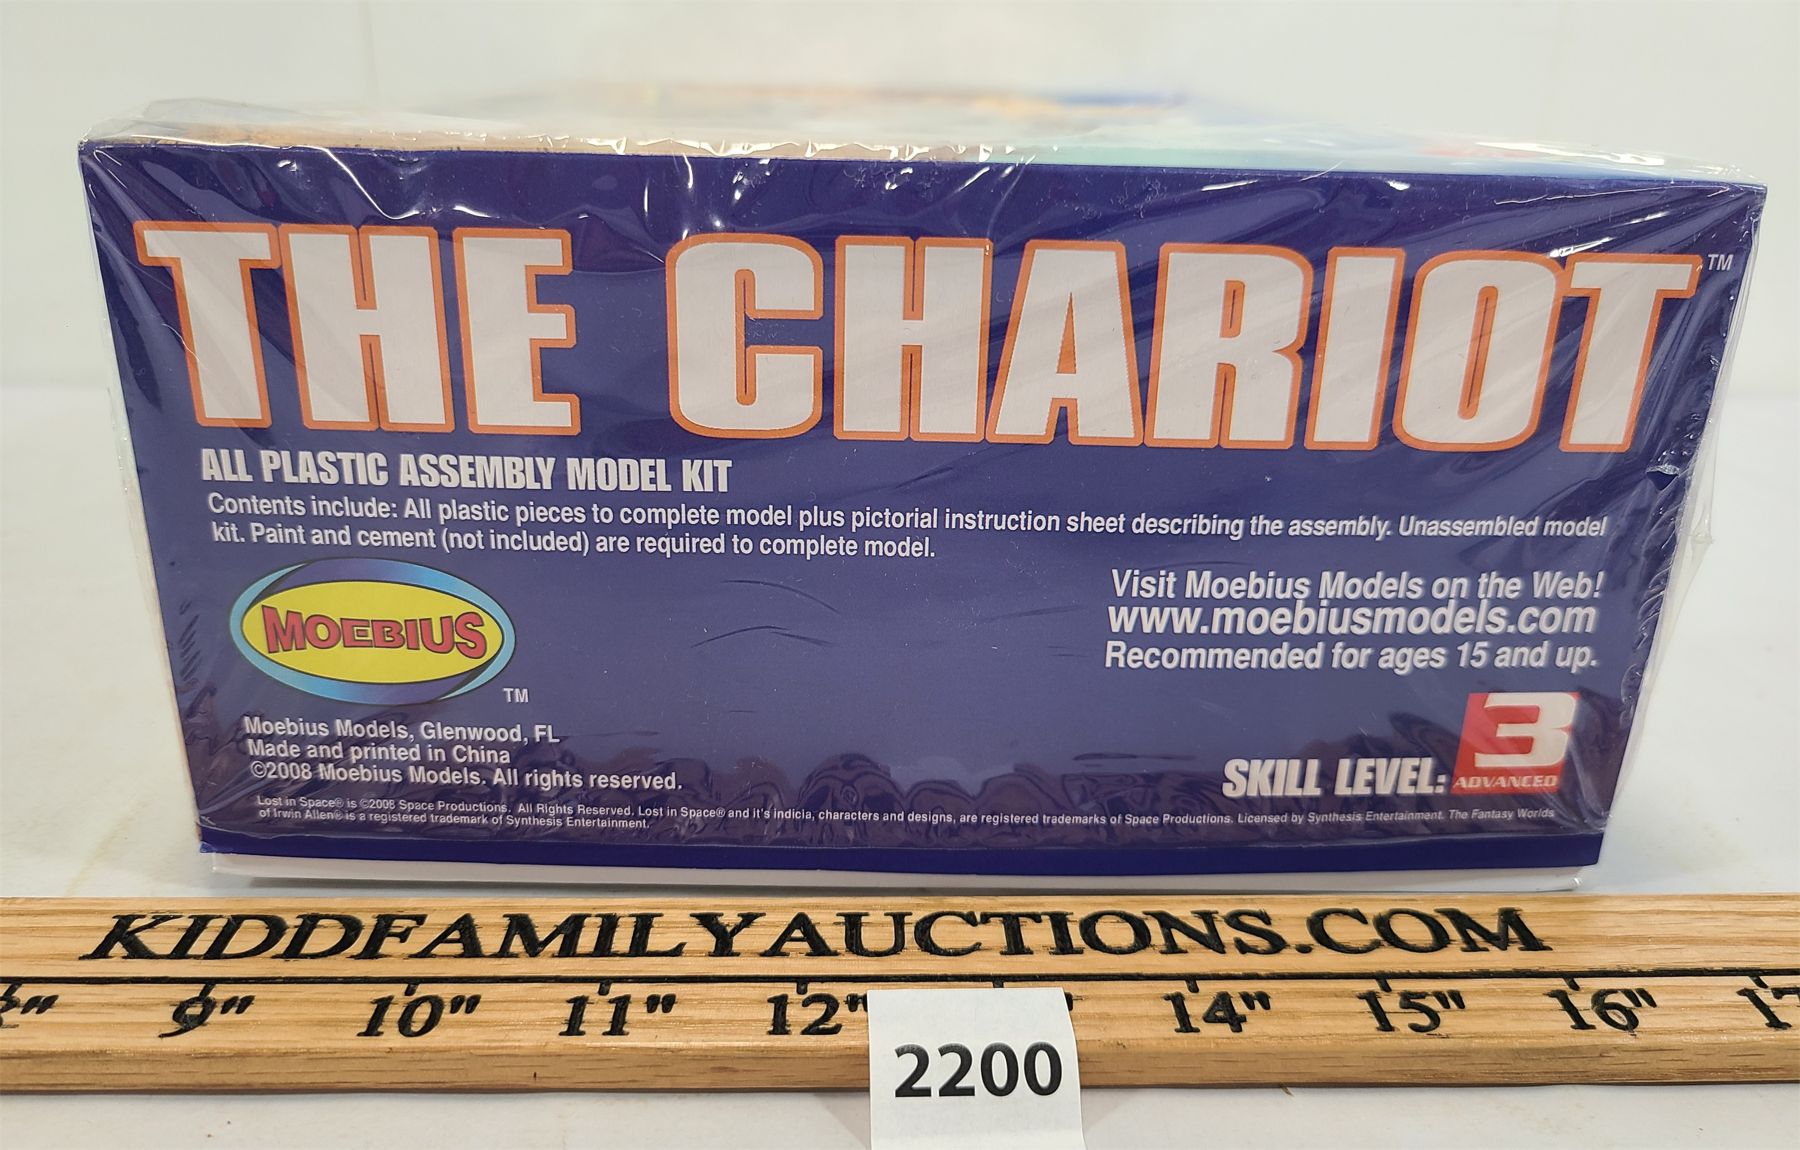 THE CHARIOT™
ALL PLASTIC ASSEMBLY MODEL KIT
Contents include: All plastic pieces to complete model plus pictorial instruction sheet describing the assembly. Unassembled model
kit. Paint and cement (not included) are required to complete model.
MOEBIUS
TM
Visit Moebius Models on the Web!
www.moebiusmodels.com
Recommended for ages 15 and up.
Moebius Models, Glenwood, FL
Made and printed in China
©2008 Moebius Models. All rights reserved.
SKILL LEVEL: 3
ADVANCED
Lost in Space® is ©2008 Space Productions. All Rights Reserved. Lost in Space® and it's indicia, characters and designs, are registered trademarks of Space Productions. Licensed by Synthesis Entertainment. The Fantasy Worlds
of Irwin Allen® is a registered trademark of Synthesis Entertainment.
KIDDFAMILYAUCTIONS.COM
9" 10" 11" 12" 14" 15" 16" 17
2200